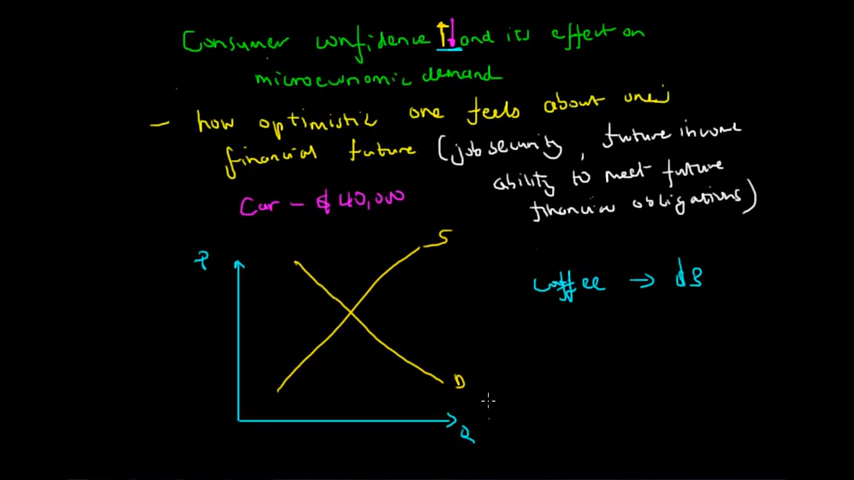 Consumer confidence ↑↓ and its effect on
microeconomic demand
- how optimistic one feels about one's
financial future (job security, future income
ability to meet future
financial obligations)
Car - $ 40,000
P
S
Coffee → $3
D
Q